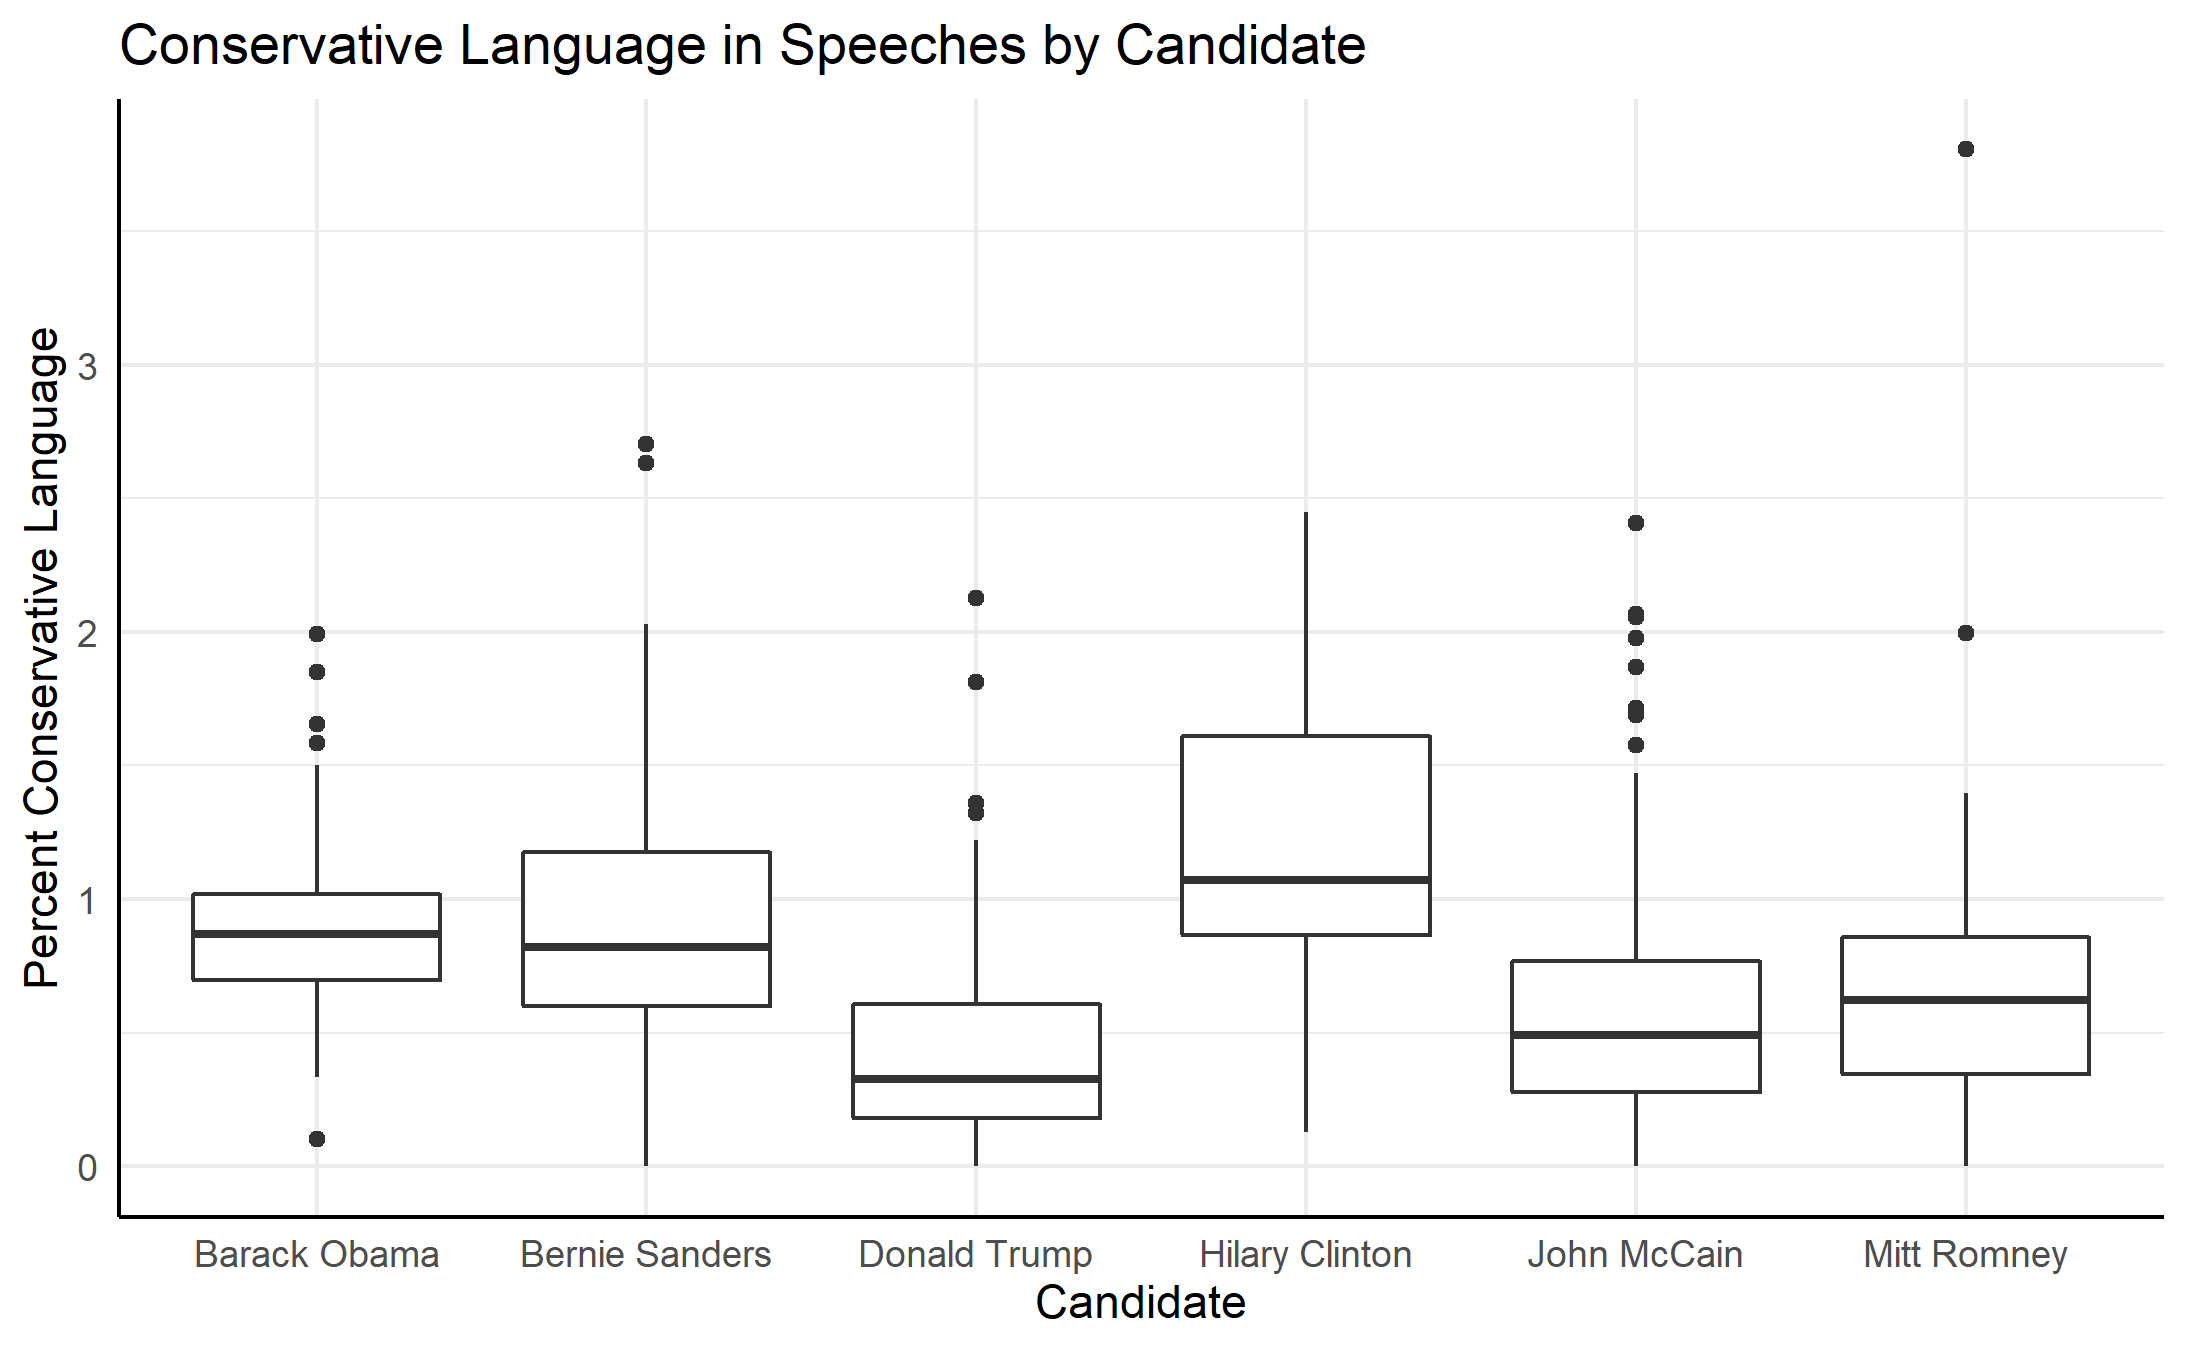 Conservative Language in Speeches by Candidate
Percent Conservative Language
3
2
1
0
Barack Obama
Bernie Sanders
Donald Trump
Hilary Clinton
John McCain
Mitt Romney
Candidate